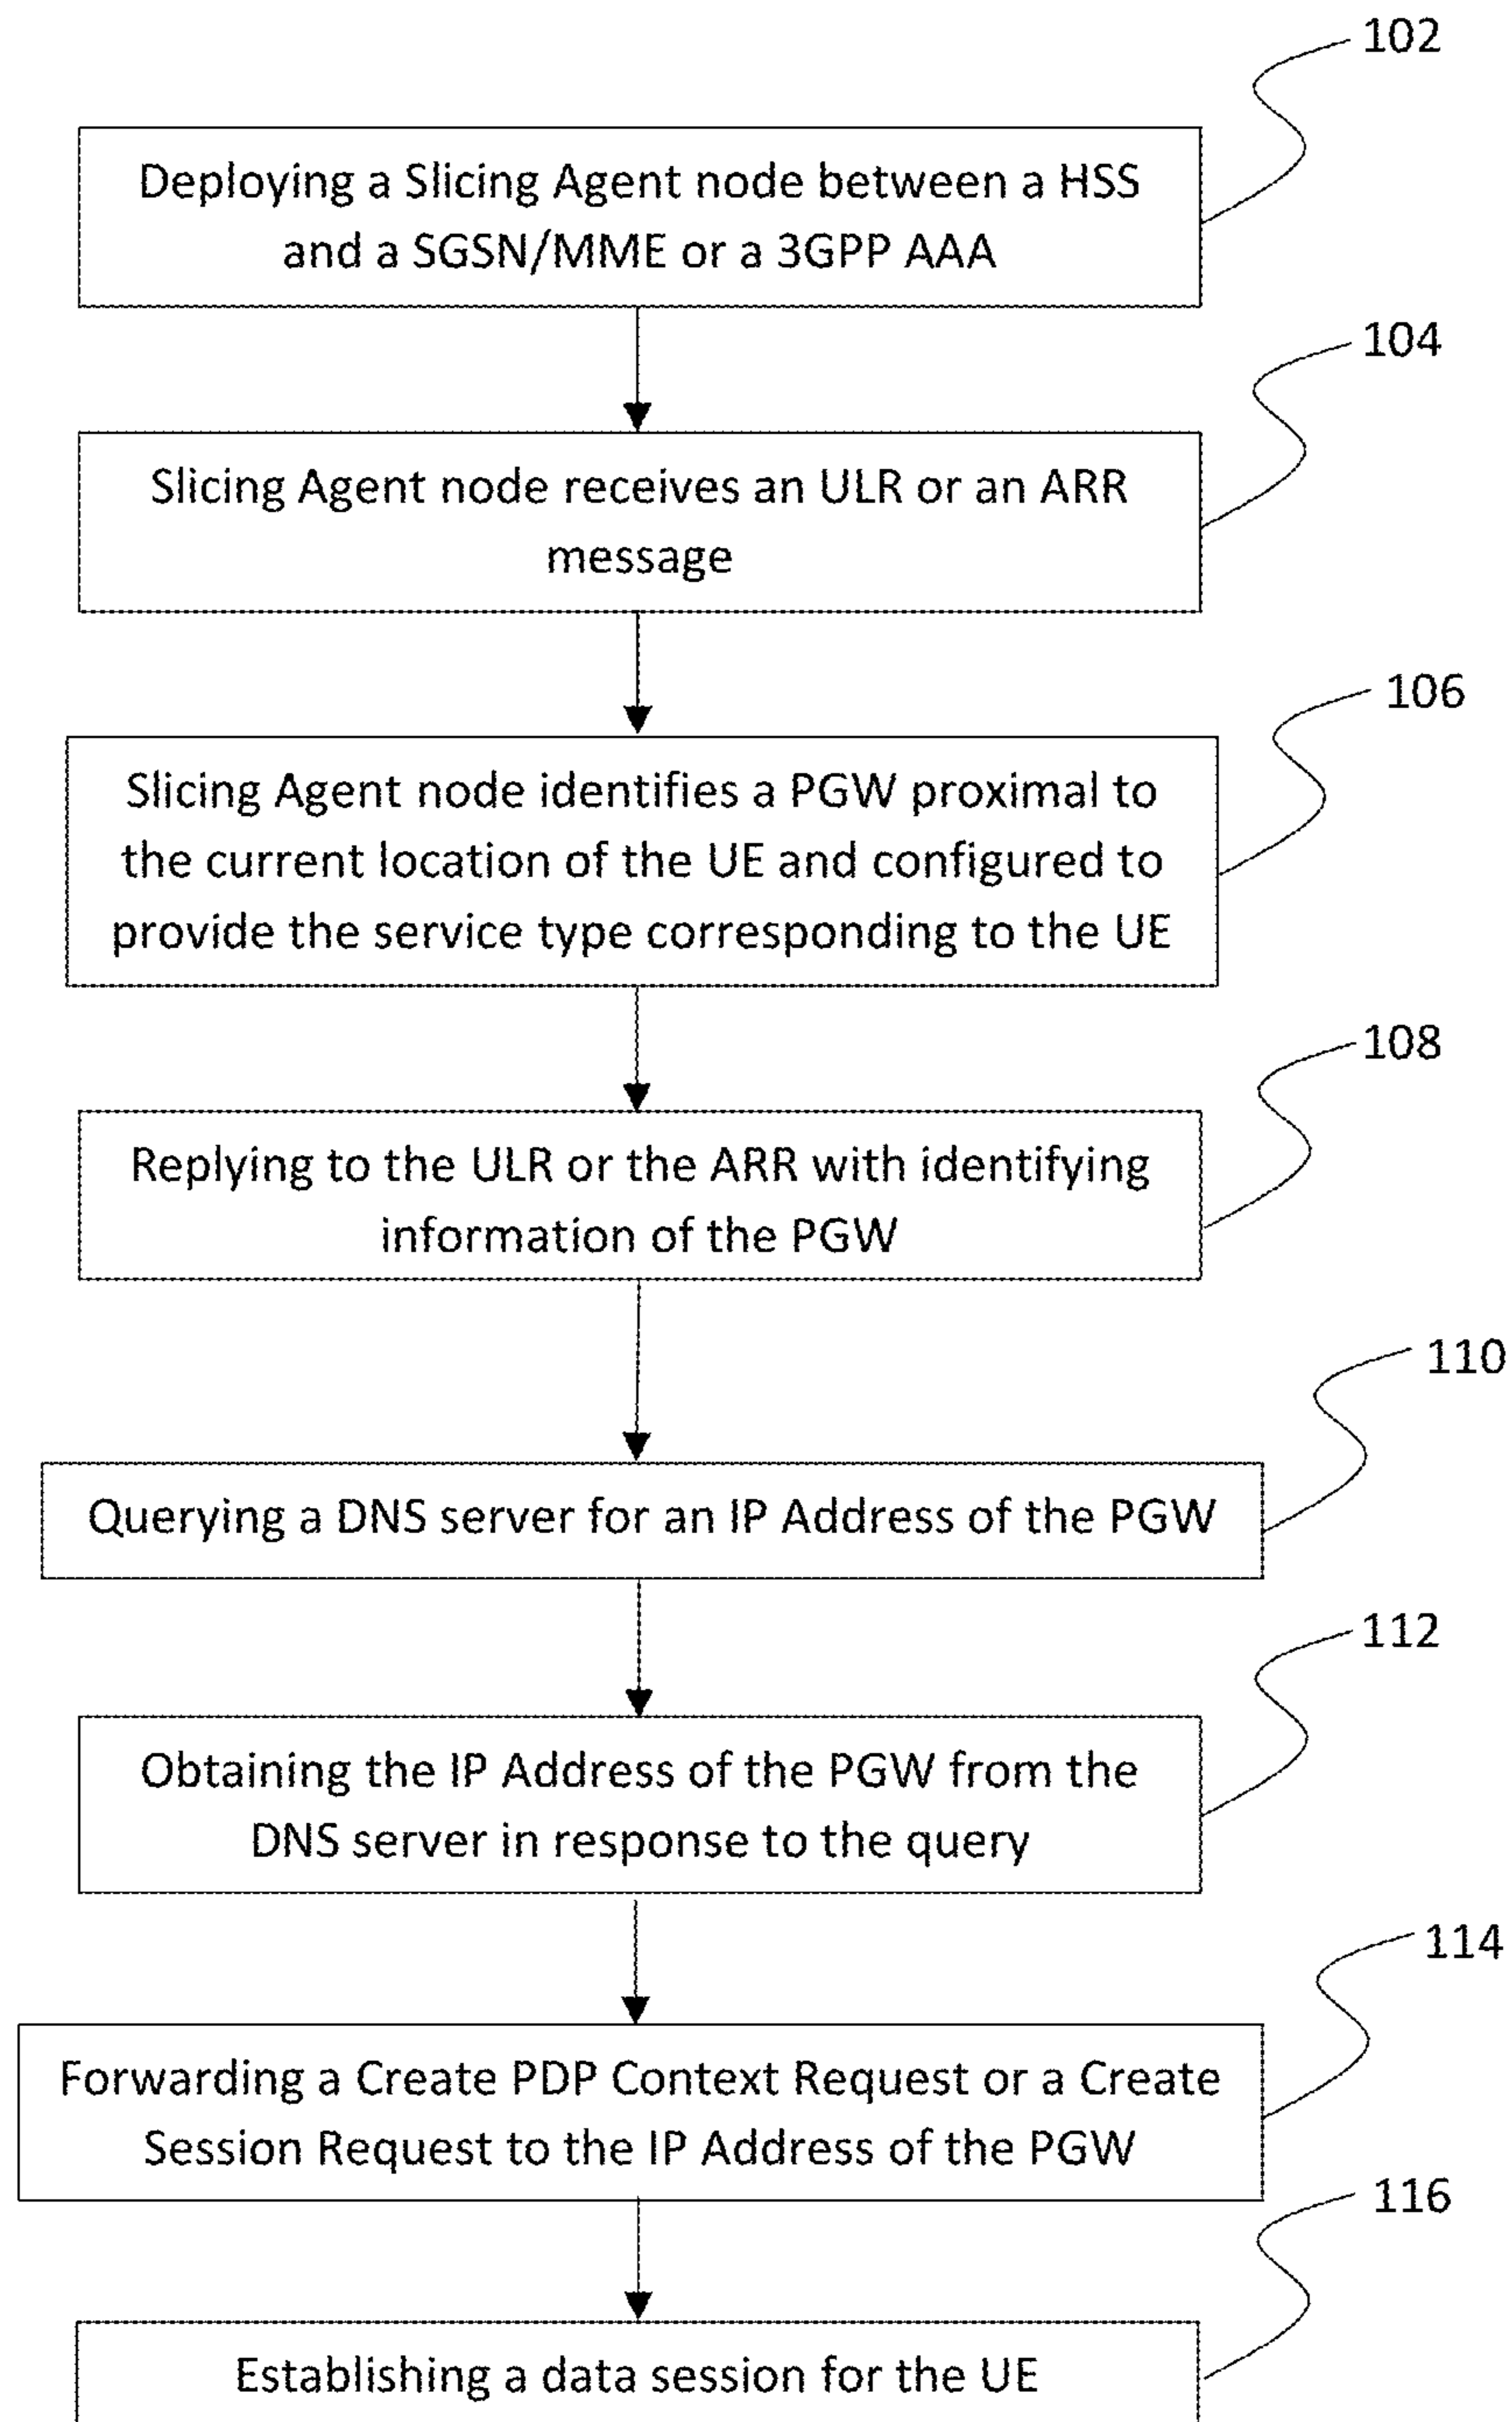 102
Deploying a Slicing Agent node between a HSS
and a SGSN/MME or a 3GPP AAA
104
Slicing Agent node receives an ULR or an ARR
message
106
Slicing Agent node identifies a PGW proximal to
the current location of the UE and configured to
provide the service type corresponding to the UE
108
Replying to the ULR or the ARR with identifying
information of the PGW
110
Querying a DNS server for an IP Address of the PGW
112
Obtaining the IP Address of the PGW from the
DNS server in response to the query
114
Forwarding a Create PDP Context Request or a Create
Session Request to the IP Address of the PGW
116
Establishing a data session for the UE